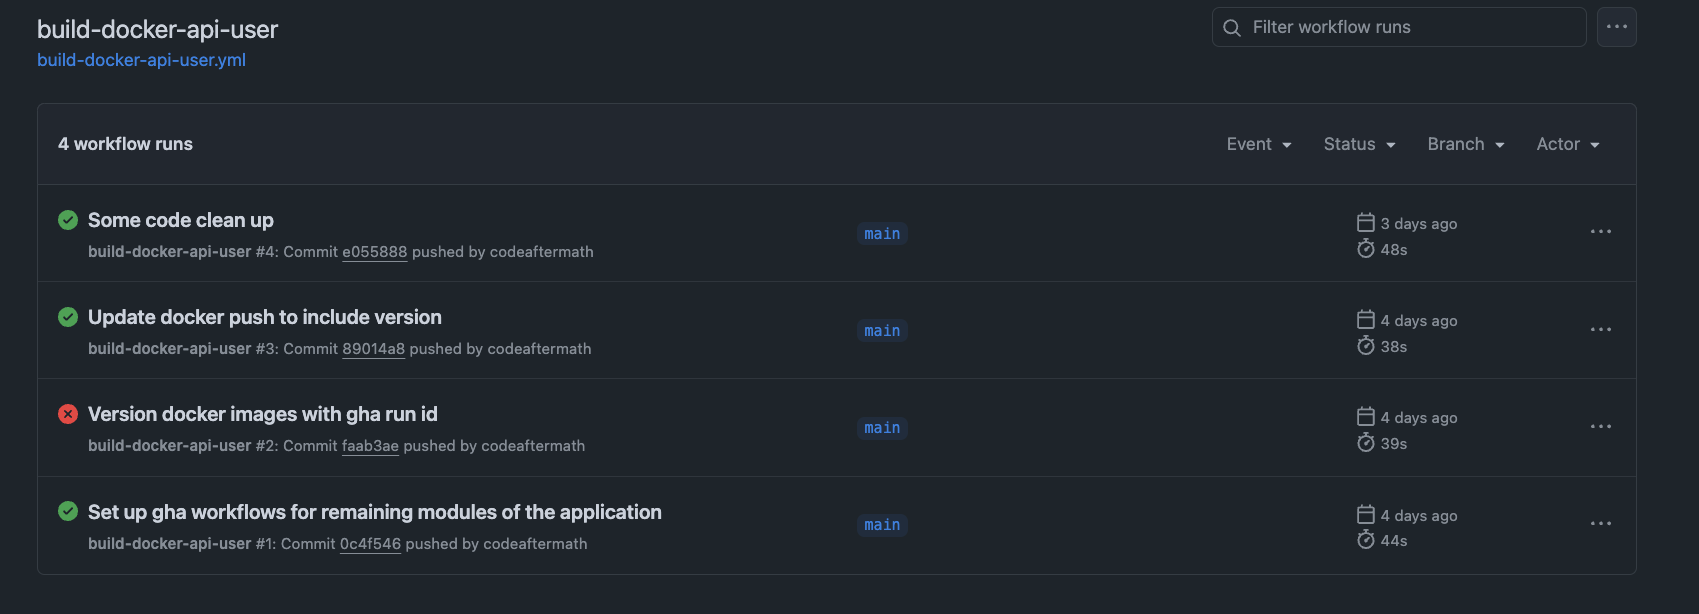 build-docker-api-user
Filter workflow runs
build-docker-api-user.yml
4 workflow runs
Event
Status
Branch
Actor
Some code clean up
build-docker-api-user #4: Commit e055888 pushed by codeaftermath
main
3 days ago
48s
Update docker push to include version
build-docker-api-user #3: Commit 89014a8 pushed by codeaftermath
main
4 days ago
38s
Version docker images with gha run id
build-docker-api-user #2: Commit faab3ae pushed by codeaftermath
main
4 days ago
39s
Set up gha workflows for remaining modules of the application
build-docker-api-user #1: Commit 0c4f546 pushed by codeaftermath
main
4 days ago
44s